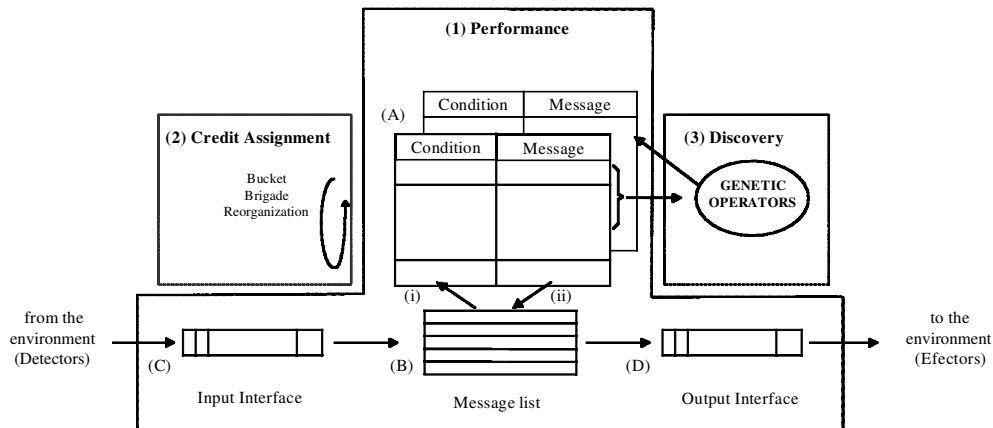 (1) Performance
Condition
Message
(A)
(2) Credit Assignment
(3) Discovery
Condition
Message
Bucket
Brigade
Reorganization
GENETIC
OPERATORS
(i)
(ii)
from the
environment
(Detectors)
to the
environment
(Efectors)
(C)
(B)
(D)
Input Interface
Message list
Output Interface